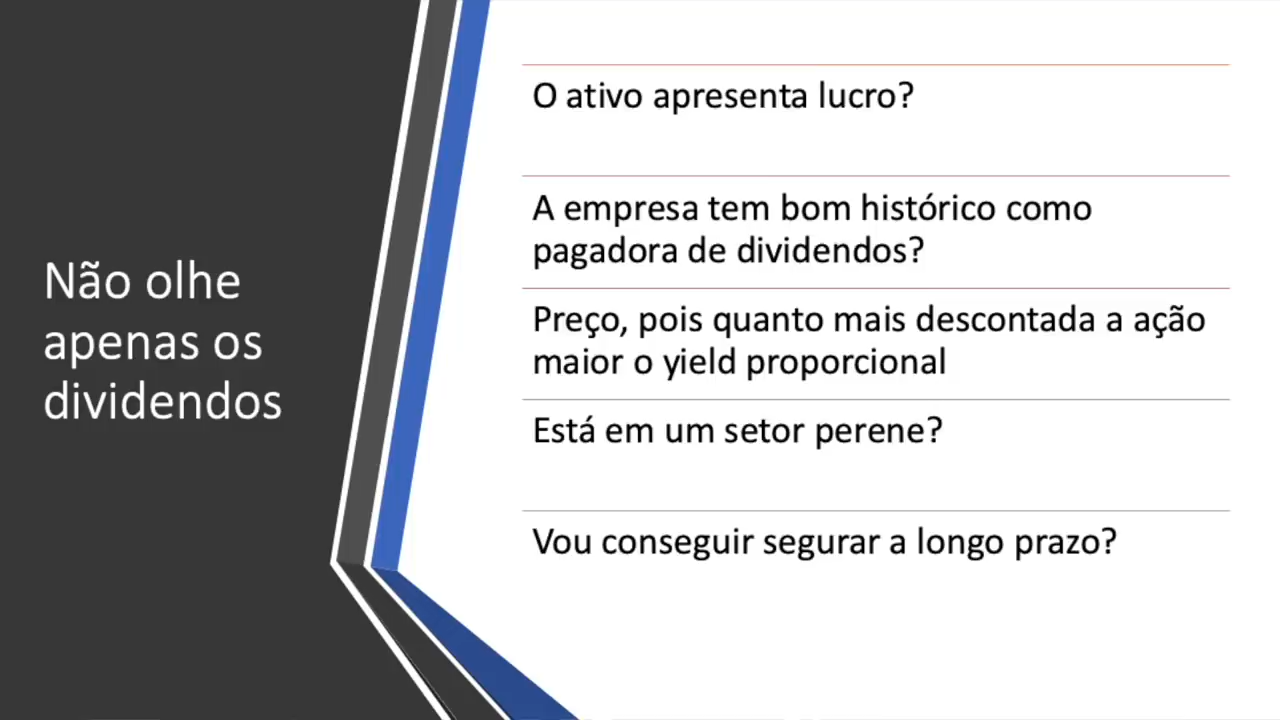 Não olhe
apenas os
dividendos
O ativo apresenta lucro?
A empresa tem bom histórico como
pagadora de dividendos?
Preço, pois quanto mais descontada a ação
maior o yield proporcional
Está em um setor perene?
Vou conseguir segurar a longo prazo?